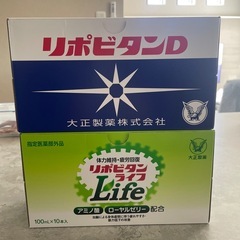 リポビタンD
大正製薬株式会社
指定医薬部外品
体力維持・疲労回復
リポビタン
ライフ
Life
アミノ酸 ローヤルゼリー 配合
100mL×10本入
大正製薬